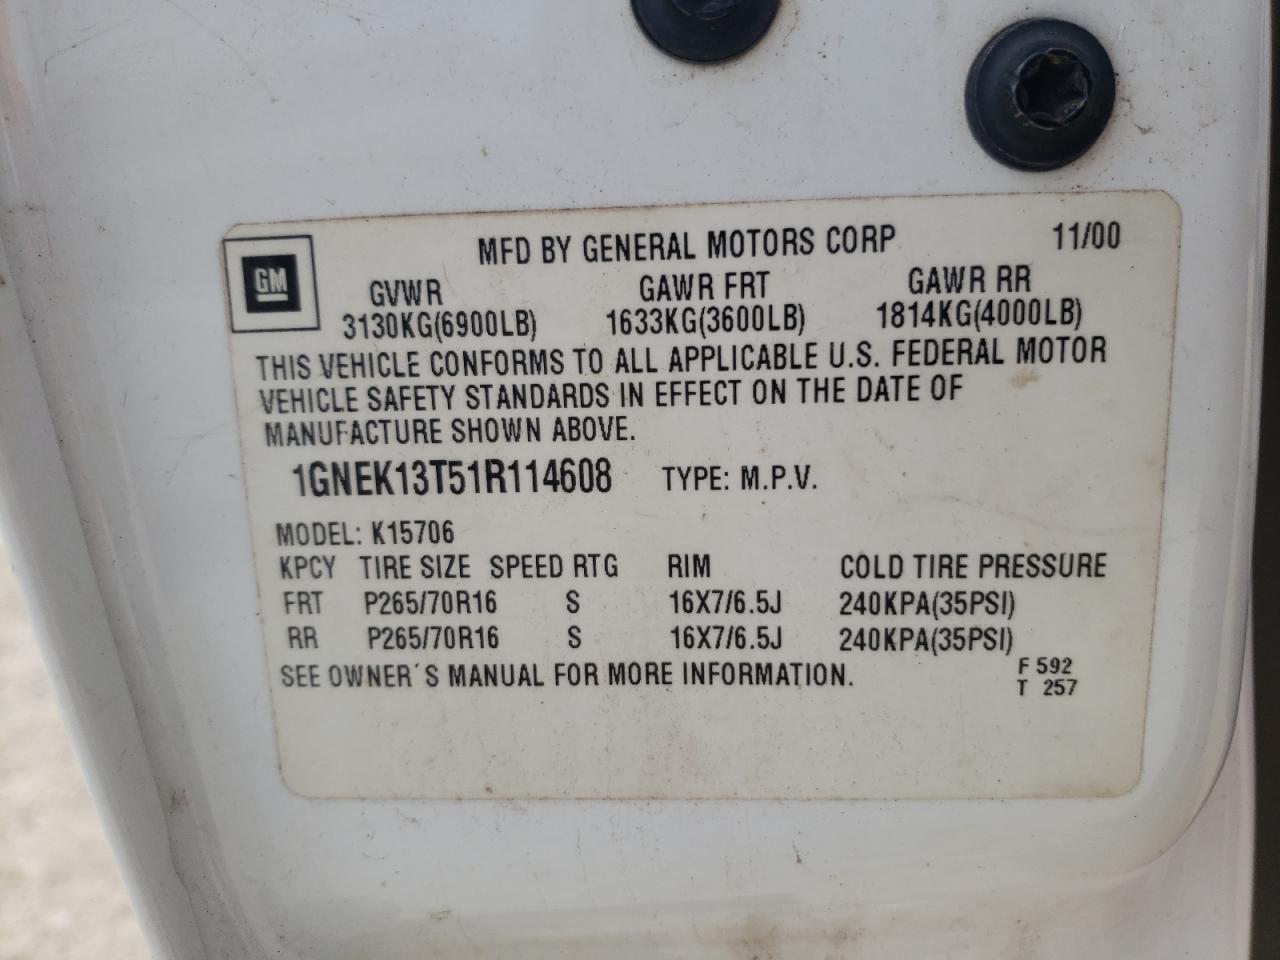 MFD BY GENERAL MOTORS CORP 11/00
GM
GVWR GAWR FRT GAWR RR
3130KG(6900LB) 1633KG(3600LB) 1814KG(4000LB)
THIS VEHICLE CONFORMS TO ALL APPLICABLE U.S. FEDERAL MOTOR
VEHICLE SAFETY STANDARDS IN EFFECT ON THE DATE OF
MANUFACTURE SHOWN ABOVE.
1GNEK13T51R114608 TYPE: M.P.V.
MODEL: K15706
KPCY TIRE SIZE SPEED RTG RIM COLD TIRE PRESSURE
FRT P265/70R16 S 16X7/6.5J 240KPA(35PSI)
RR P265/70R16 S 16X7/6.5J 240KPA(35PSI)
SEE OWNER´S MANUAL FOR MORE INFORMATION. F 592
T 257